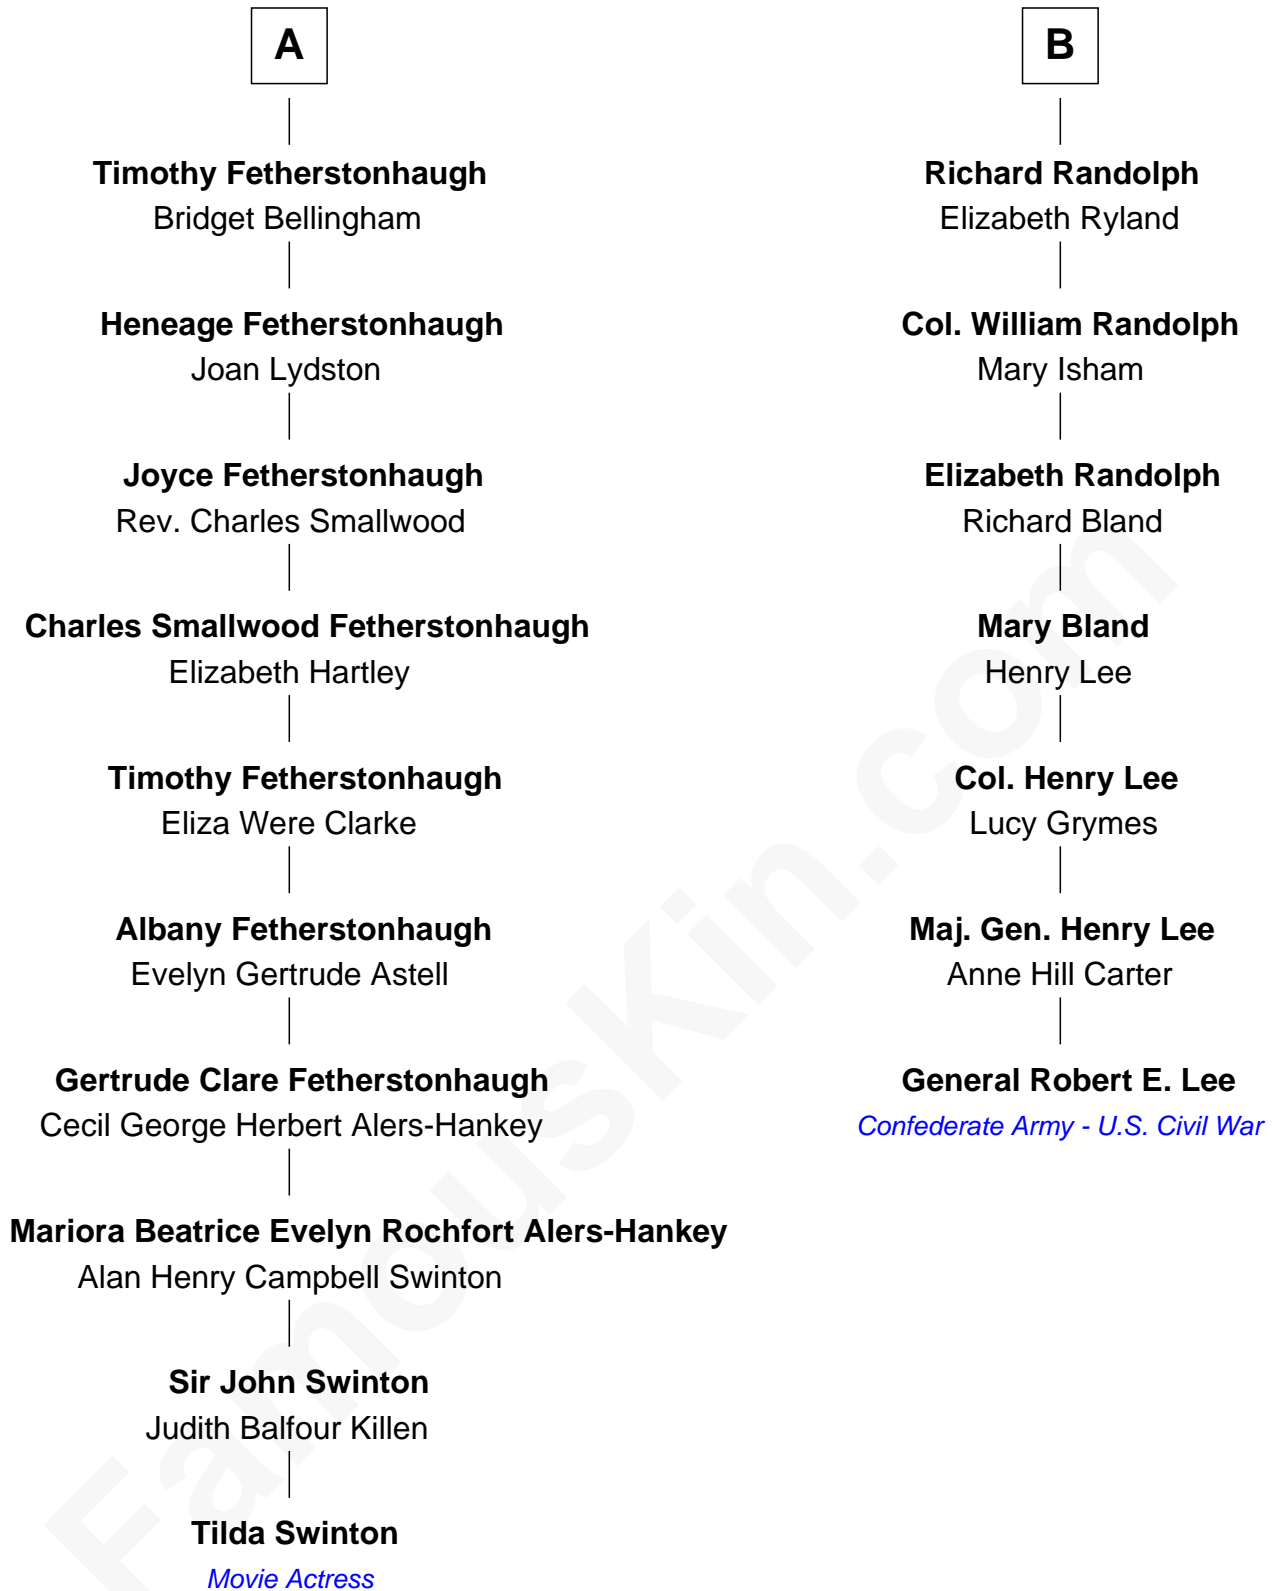 A
Timothy Fetherstonhaugh
Bridget Bellingham
Heneage Fetherstonhaugh
Joan Lydston
Joyce Fetherstonhaugh
Rev. Charles Smallwood
Charles Smallwood Fetherstonhaugh
Elizabeth Hartley
Timothy Fetherstonhaugh
Eliza Were Clarke
Albany Fetherstonhaugh
Evelyn Gertrude Astell
Gertrude Clare Fetherstonhaugh
Cecil George Herbert Alers-Hankey
Mariora Beatrice Evelyn Rochfort Alers-Hankey
Alan Henry Campbell Swinton
Sir John Swinton
Judith Balfour Killen
Tilda Swinton
Movie Actress
B
Richard Randolph
Elizabeth Ryland
Col. William Randolph
Mary Isham
Elizabeth Randolph
Richard Bland
Mary Bland
Henry Lee
Col. Henry Lee
Lucy Grymes
Maj. Gen. Henry Lee
Anne Hill Carter
General Robert E. Lee
Confederate Army - U.S. Civil War
FamousKin.com